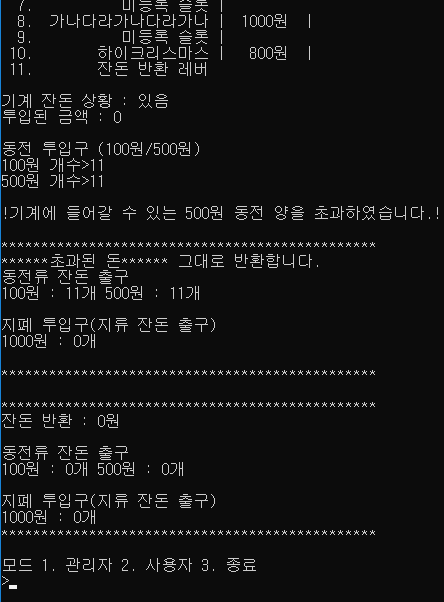 7. 미등록 슬롯 |
8. 가나다라가나다라가나 | 1000원 |
9. 미등록 슬롯 |
10. 하이크리스마스 | 800원 |
11. 잔돈 반환 레버
기계 잔돈 상황 : 있음
투입된 금액 : 0
동전 투입구 (100원/500원)
100원 개수>11
500원 개수>11
!기계에 들어갈 수 있는 500원 동전 양을 초과하였습니다.!
***********************************************
******초과된 돈****** 그대로 반환합니다.
동전류 잔돈 출구
100원 : 11개 500원 : 11개
지폐 투입구(지류 잔돈 출구)
1000원 : 0개
***********************************************
***********************************************
잔돈 반환 : 0원
동전류 잔돈 출구
100원 : 0개 500원 : 0개
지폐 투입구(지류 잔돈 출구)
1000원 : 0개
***********************************************
모드 1. 관리자 2. 사용자 3. 종료
>